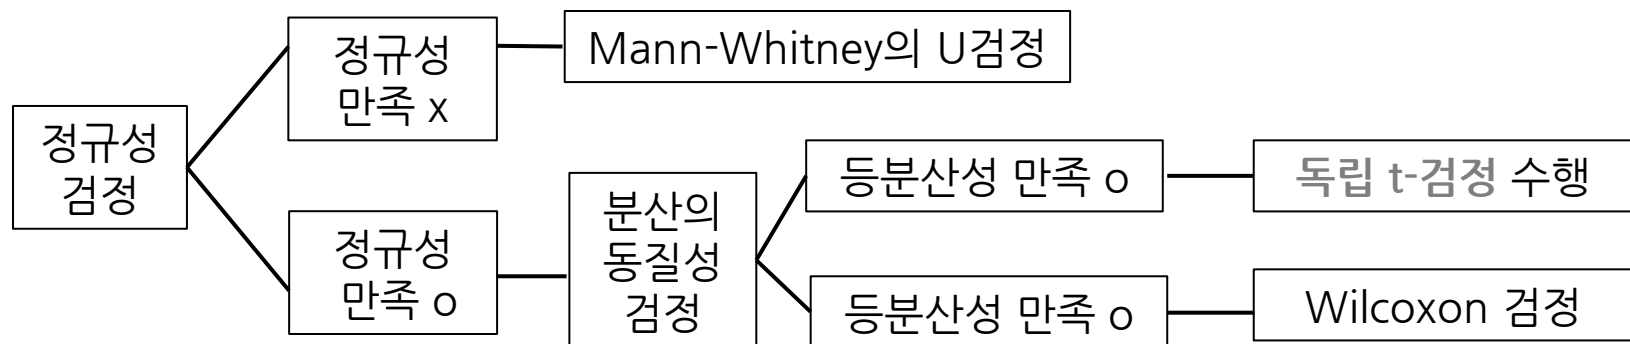 정규성
검정
정규성
만족 x
Mann-Whitney의 U검정
정규성
만족 o
분산의
동질성
검정
등분산성 만족 o
독립 t-검정 수행
등분산성 만족 o
Wilcoxon 검정